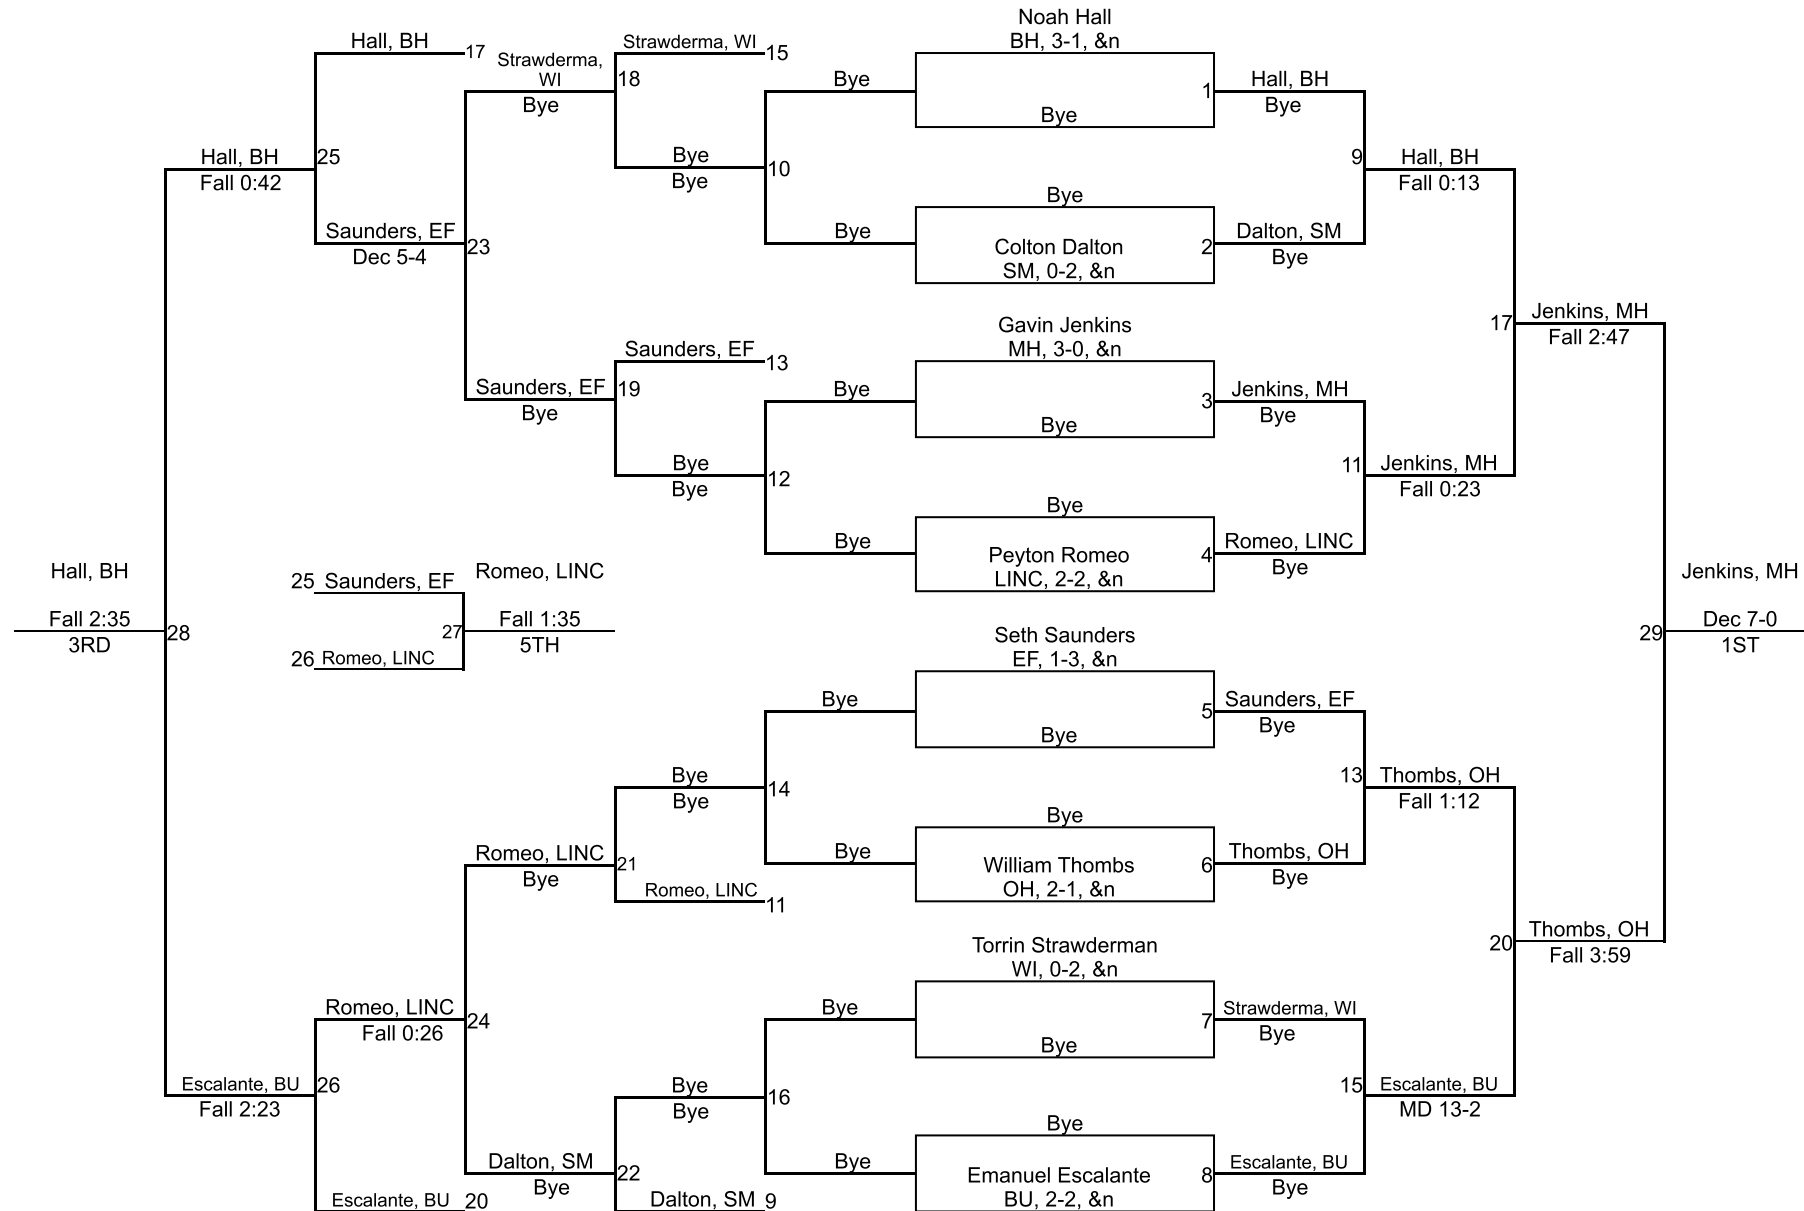 Noah Hall
BH, 3-1, &n
Hall, BH
17
Strawderma,
WI
Bye
Strawderma, WI
15
18
Bye
Bye
1
Hall, BH
Bye
Hall, BH
Fall 0:42
25
Bye
Bye
10
9
Hall, BH
Fall 0:13
Saunders, EF
Dec 5-4
23
Bye
Bye
Colton Dalton
SM, 0-2, &n
2
Dalton, SM
Bye
Gavin Jenkins
MH, 3-0, &n
17
Jenkins, MH
Fall 2:47
Saunders, EF
13
Saunders, EF
Bye
19
Bye
Bye
3
Jenkins, MH
Bye
Bye
Bye
12
11
Jenkins, MH
Fall 0:23
Bye
Bye
Peyton Romeo
LINC, 2-2, &n
4
Romeo, LINC
Bye
Hall, BH
Fall 2:35
3RD
28
25
Saunders, EF
26
Romeo, LINC
27
Romeo, LINC
Fall 1:35
5TH
29
Jenkins, MH
Dec 7-0
1ST
Seth Saunders
EF, 1-3, &n
Bye
Bye
5
Saunders, EF
Bye
Bye
Bye
14
13
Thombs, OH
Fall 1:12
Romeo, LINC
Bye
21
Romeo, LINC
11
Bye
Bye
William Thombs
OH, 2-1, &n
6
Thombs, OH
Bye
Torrin Strawderman
WI, 0-2, &n
20
Thombs, OH
Fall 3:59
Romeo, LINC
Fall 0:26
24
Bye
Bye
7
Strawderma, WI
Bye
Escalante, BU
Fall 2:23
26
Bye
Bye
16
15
Escalante, BU
MD 13-2
Dalton, SM
Bye
22
Bye
Bye
Emanuel Escalante
BU, 2-2, &n
8
Escalante, BU
Bye
Escalante, BU
20
Dalton, SM
9